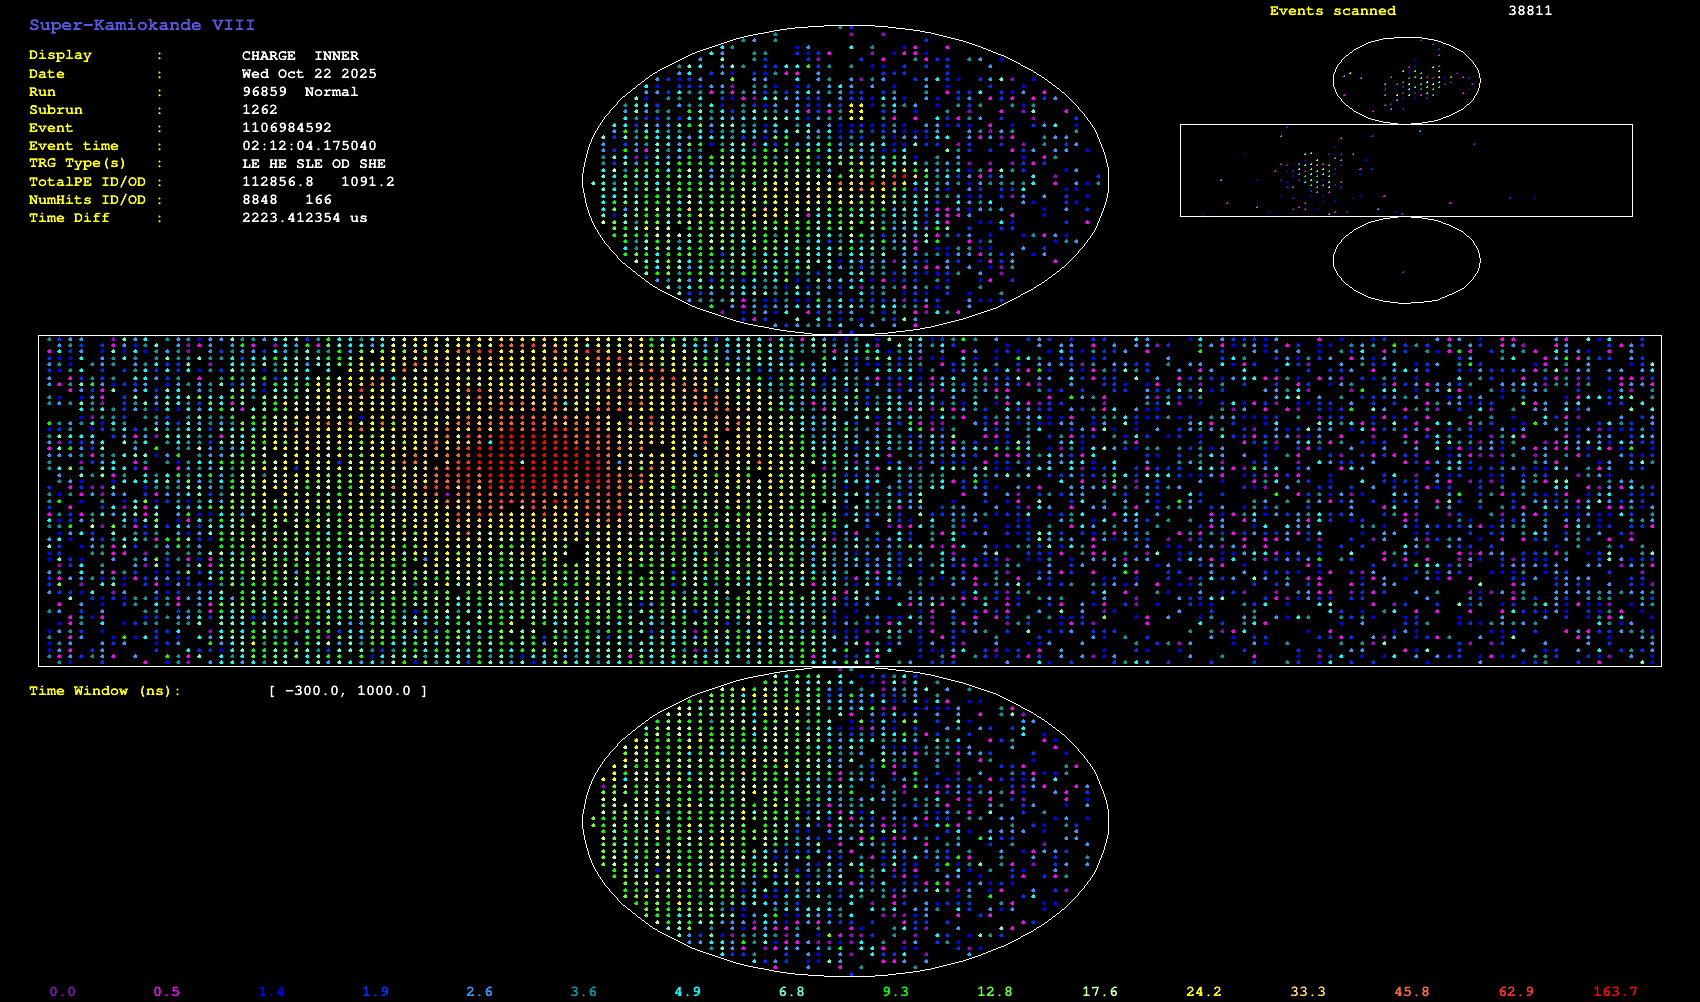 Super-Kamiokande VIII
Events scanned 38811
Display : CHARGE INNER
Date : Wed Oct 22 2025
Run : 96859 Normal
Subrun : 1262
Event : 1106984592
Event time : 02:12:04.175040
TRG Type(s) : LE HE SLE OD SHE
TotalPE ID/OD : 112856.8 1091.2
NumHits ID/OD : 8848 166
Time Diff : 2223.412354 us
Time Window (ns): [ -300.0, 1000.0 ]
0.0 0.5 1.4 1.9 2.6 3.6 4.9 6.8 9.3 12.8 17.6 24.2 33.3 45.8 62.9 163.7